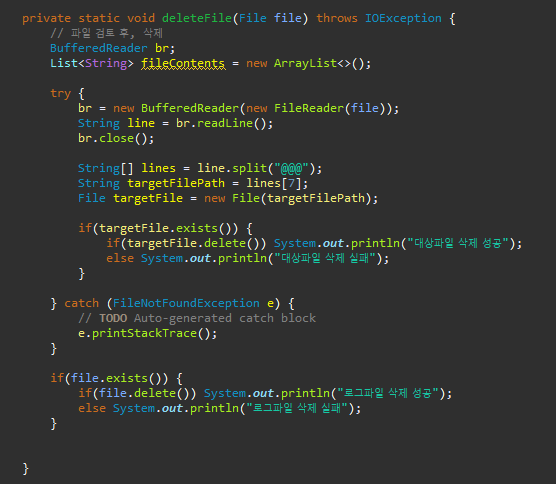 private static void deleteFile(File file) throws IOException {
// 파일 검토 후, 삭제
BufferedReader br;
List<String> fileContents = new ArrayList<>();
try {
br = new BufferedReader(new FileReader(file));
String line = br.readLine();
br.close();
String[] lines = line.split("@@@");
String targetFilePath = lines[7];
File targetFile = new File(targetFilePath);
if(targetFile.exists()) {
if(targetFile.delete()) System.out.println("대상파일 삭제 성공");
else System.out.println("대상파일 삭제 실패");
}
} catch (FileNotFoundException e) {
// TODO Auto-generated catch block
e.printStackTrace();
}
if(file.exists()) {
if(file.delete()) System.out.println("로그파일 삭제 성공");
else System.out.println("로그파일 삭제 실패");
}
}